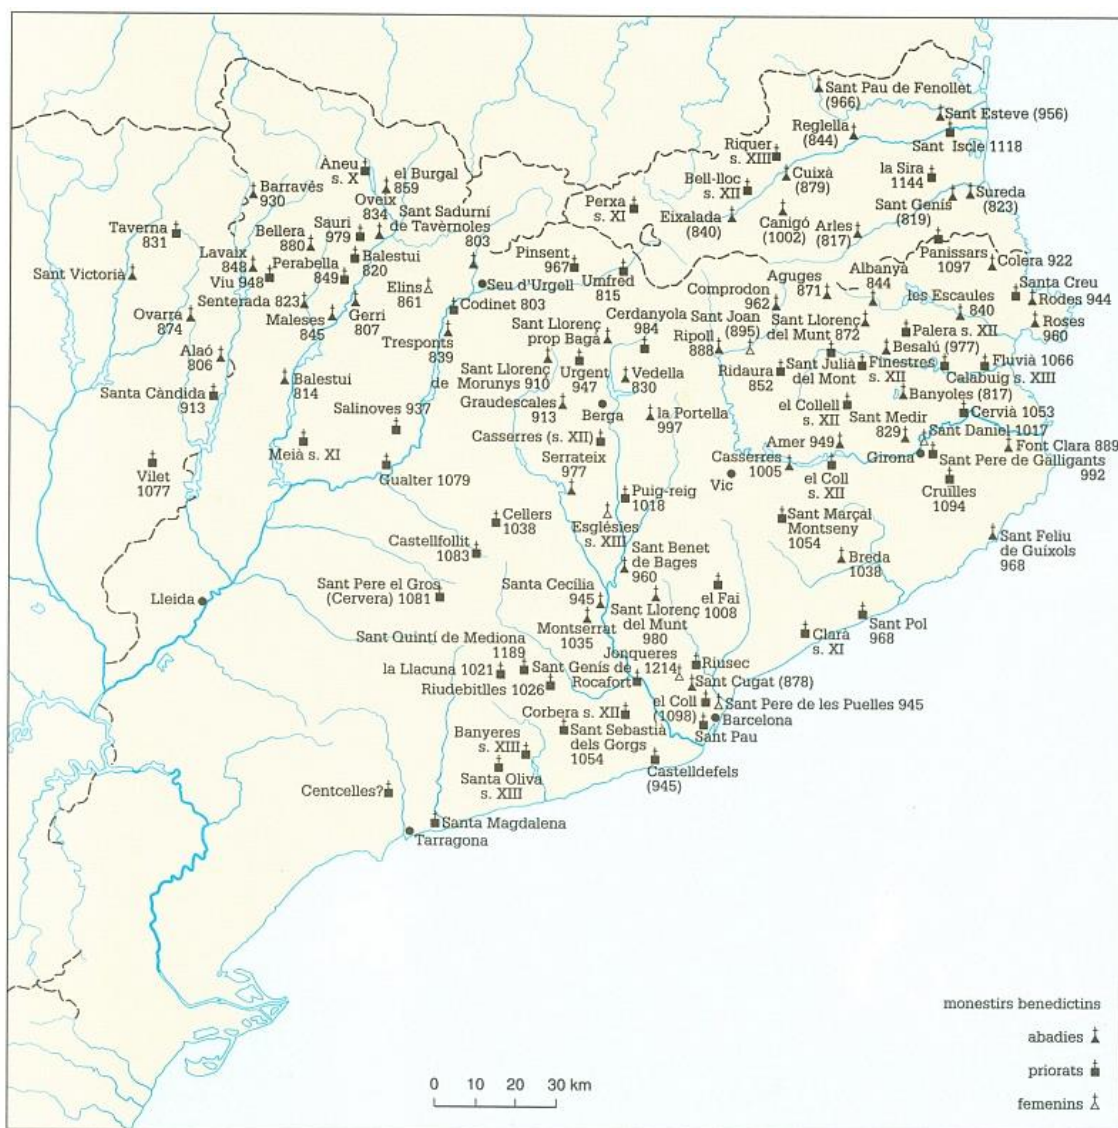 Sant Pau de Fenollet
(966)
Sant Esteve (956)
Reglella
(844)
Sant Iscle 1118
Riquer
s. XIII
Cuixà
(879)
la Sira
1144
Bell-lloc
s. XII
Sant Genís
(819)
Sureda
(823)
Perxa
s. XI
Eixalada
(840)
Canigó
(1002)
Arles
(817)
Panissars
1097
Àneu
s. X
el Burgal
859
Barravés
930
Oveix
834
Sant Sadurní
de Tavèrnoles
803
Taverna
831
Bellera
880
Sauri
979
Lavaix
848
Balestui
820
Perabella
849
Viu 948
Sant Victorià
Elins
861
Seu d'Urgell
Pinsent
967
Umfred
815
Senterada 823
Codinet 803
Ovarra
874
Maleses
845
Gerri
807
Tresponts
839
Alaó
806
Balestui
814
Santa Càndida
913
Salinoves 937
Meià s. XI
Vilet
1077
Gualter 1079
Colera 922
Albanyà
844
Santa Creu
Rodes 944
Aguges
871
Comprodon
962
les Escaules
840
Roses
960
Cerdanyola
984
Sant Joan
(895)
Sant Llorenç
del Munt 872
Palera s. XII
Sant Llorenç
prop Bagà
Ripoll
888
Besalú (977)
Sant Llorenç
de Morunys 910
Urgent
947
Vedella
830
Ridaura
852
Sant Julià
del Mont
Finestres
s. XII
Fluvià 1066
Calabuig s. XIII
Graudescales
913
Berga
la Portella
997
el Collell
s. XII
Banyoles (817)
Cervià 1053
Casserres (s. XII)
Sant Medir
829
Sant Daniel 1017
Amer 949
Font Clara 889
Serrateix
977
Casserres
1005
Girona
Sant Pere de Galligants
992
Vic
el Coll
s. XII
Cruïlles
1094
Puig-reig
1018
Cellers
1038
Esglésies
s. XIII
Sant Marçal
Montseny
1054
Castellfollit
1083
Sant Benet
de Bages
960
Breda
1038
Sant Feliu
de Guíxols
968
Lleida
Sant Pere el Gros
(Cervera) 1081
Santa Cecília
945
el Fai
1008
Montserrat
1035
Sant Llorenç
del Munt
980
Sant Pol
968
Clarà
s. XI
Sant Quintí de Mediona
1189
Jonqueres
1214
Riusec
la Llacuna 1021
Sant Genís de
Rocafort
Sant Cugat (878)
Riudebitlles 1026
el Coll
(1098)
Sant Pere de les Puelles 945
Corbera s. XII
Barcelona
Sant Pau
Banyeres
s. XIII
Sant Sebastià
dels Gorgs
1054
Santa Oliva
s. XIII
Castelldefels
(945)
Centcelles?
Santa Magdalena
Tarragona
monestirs benedictins
abadies
priorats
femenins
0 10 20 30 km